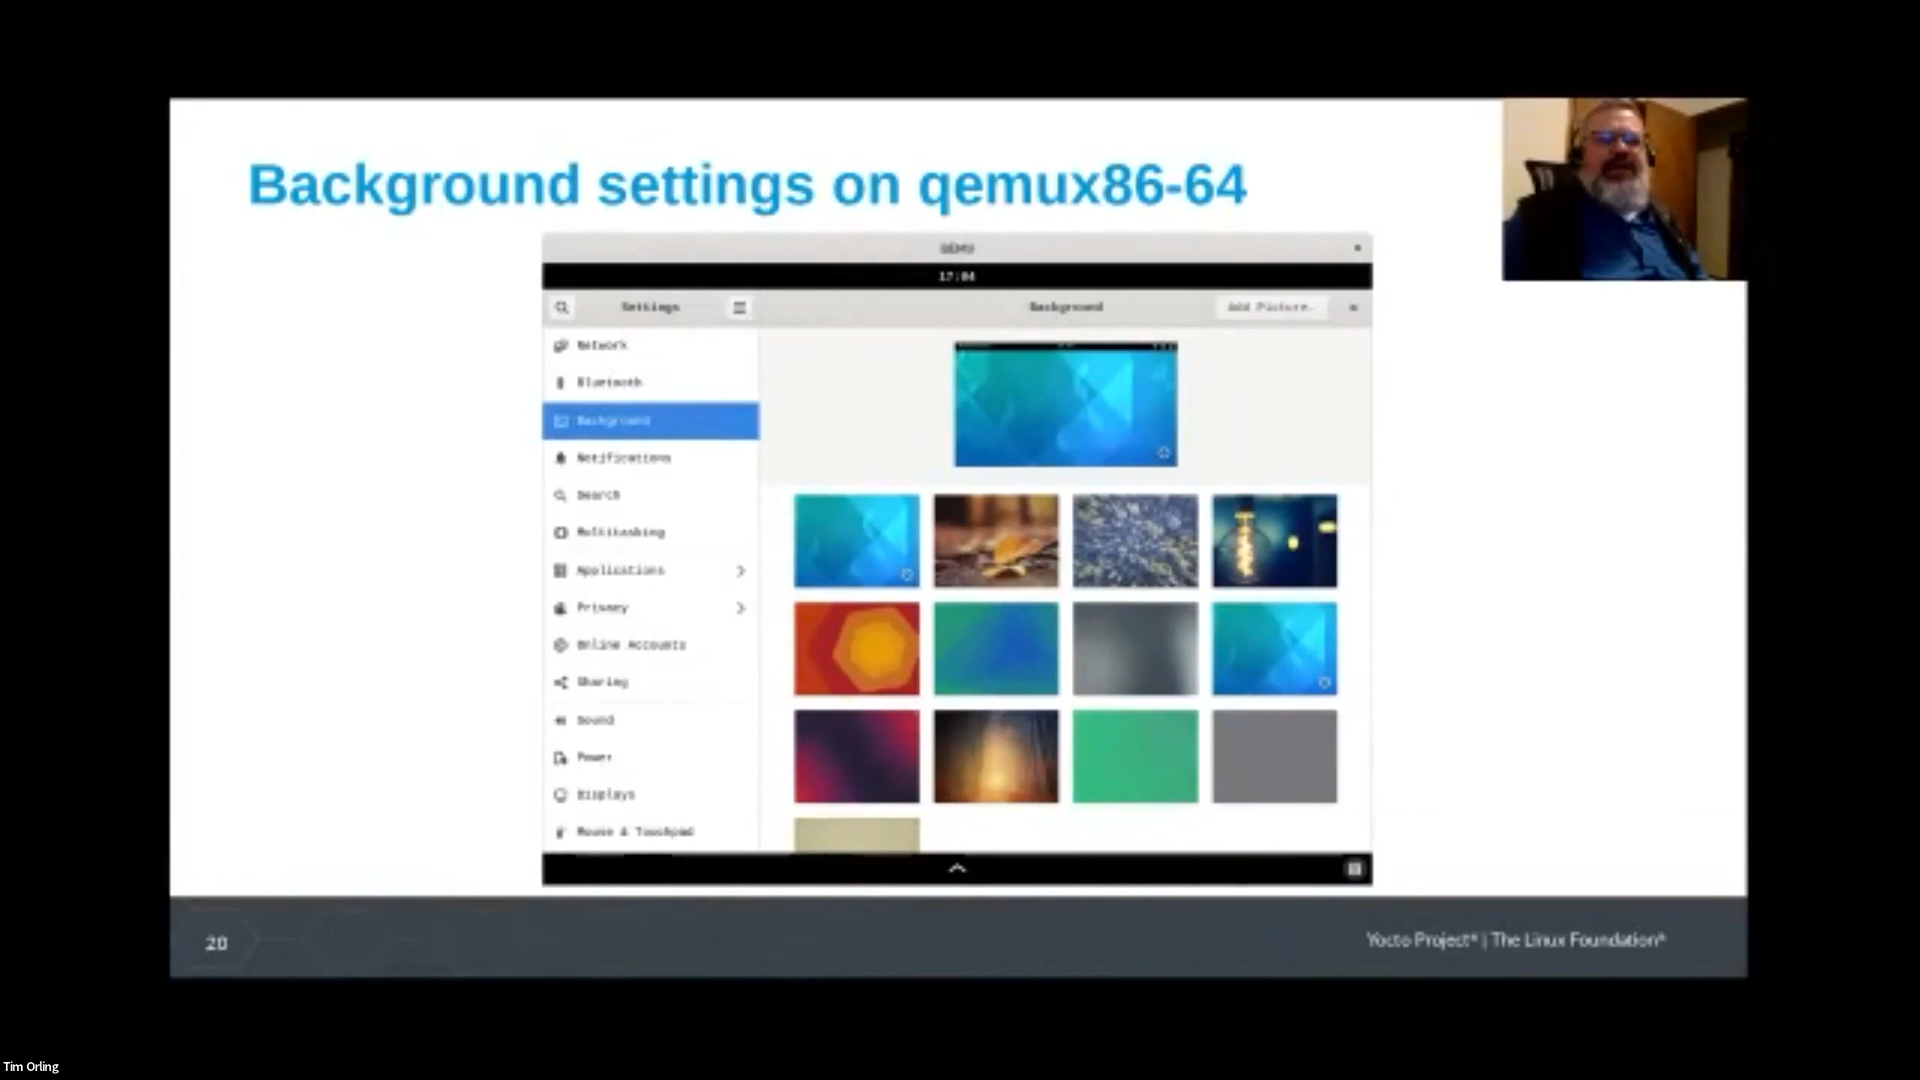 Background settings on qemux86-64
QEMU
17:04
Settings
Background
Add Picture…
Network
Bluetooth
Background
Notifications
Search
Multitasking
Applications
Privacy
Online Accounts
Sharing
Sound
Power
Displays
Mouse & Touchpad
20
Yocto Project* | The Linux Foundation*
Tim Orling